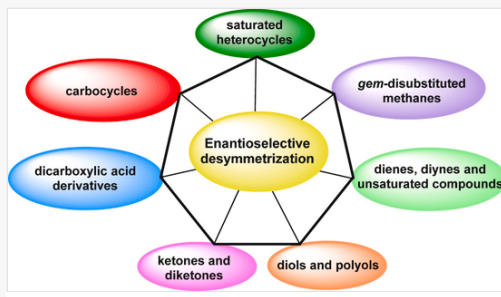 saturated
heterocycles
carbocycles
gem-disubstituted
methanes
Enantioselective
desymmetrization
dicarboxylic acid
derivatives
dienes, diynes and
unsaturated compounds
ketones and
diketones
diols and polyols